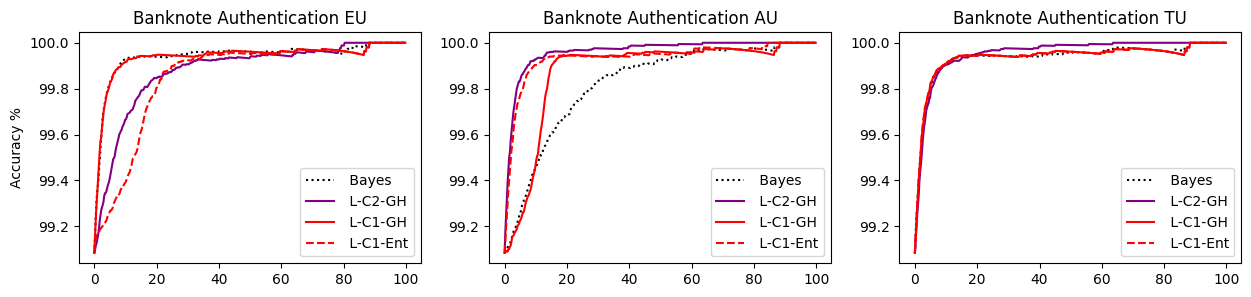 Banknote Authentication EU
Accuracy %
100.0
99.8
99.6
99.4
99.2
0 20 40 60 80 100
Bayes
L-C2-GH
L-C1-GH
L-C1-Ent
Banknote Authentication AU
100.0
99.8
99.6
99.4
99.2
0 20 40 60 80 100
Bayes
L-C2-GH
L-C1-GH
L-C1-Ent
Banknote Authentication TU
100.0
99.8
99.6
99.4
99.2
0 20 40 60 80 100
Bayes
L-C2-GH
L-C1-GH
L-C1-Ent